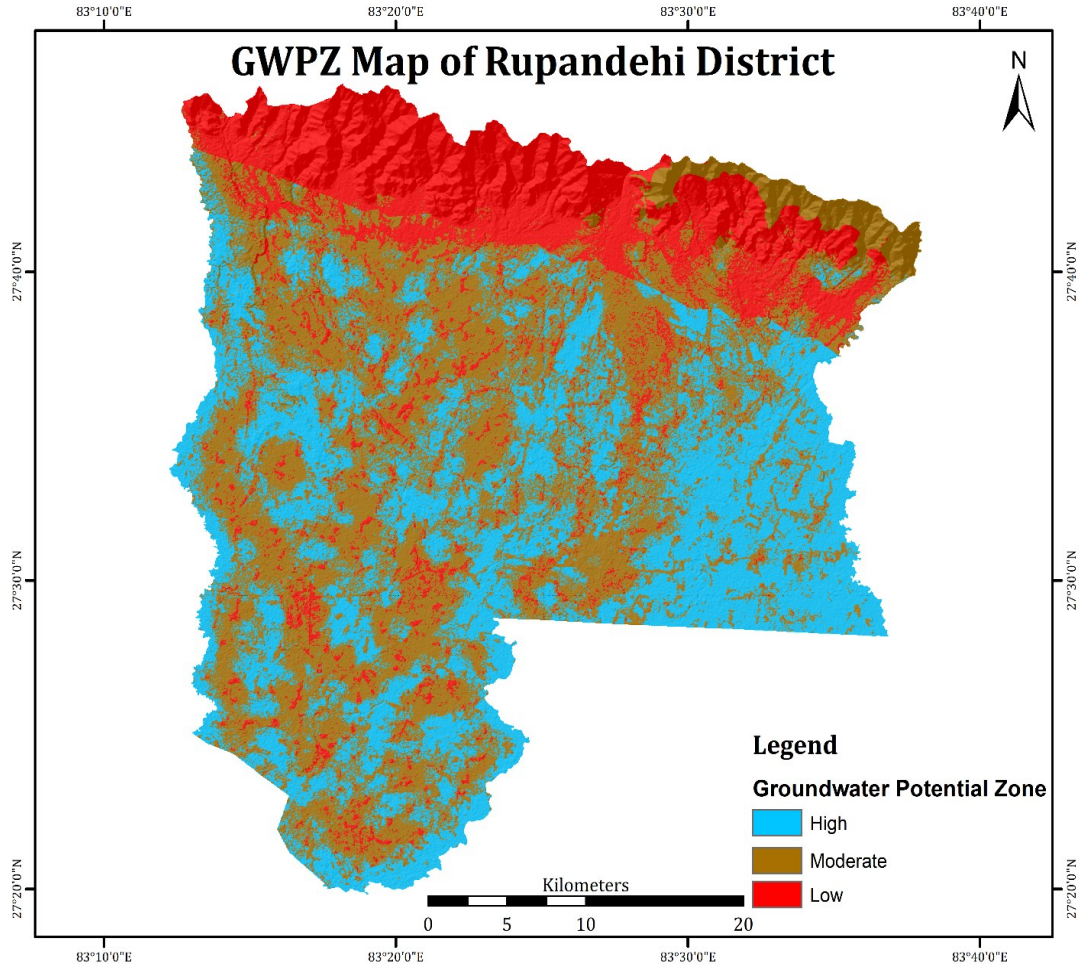 83°10'0"E 83°20'0"E 83°30'0"E 83°40'0"E
GWPZ Map of Rupandehi District
N
27°40'0"N 27°40'0"N
27°30'0"N 27°30'0"N
Legend
Groundwater Potential Zone
High
Moderate
Low
Kilometers
0 5 10 20
27°20'0"N 27°20'0"N
83°10'0"E 83°20'0"E 83°30'0"E 83°40'0"E